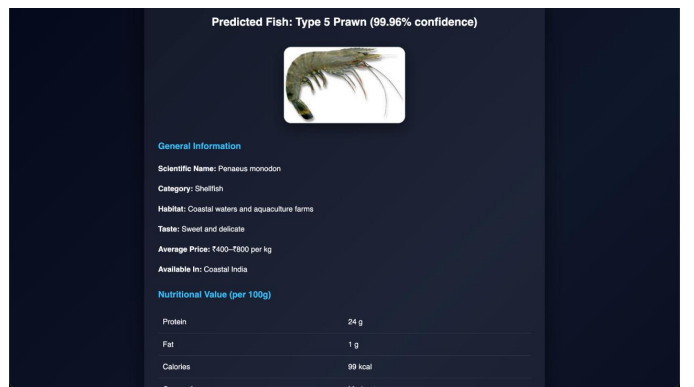 Predicted Fish: Type 5 Prawn (99.96% confidence)
General Information
Scientific Name: Penaeus monodon
Category: Shellfish
Habitat: Coastal waters and aquaculture farms
Taste: Sweet and delicate
Average Price: ₹400–₹800 per kg
Available In: Coastal India
Nutritional Value (per 100g)
Protein 24 g
Fat 1 g
Calories 99 kcal